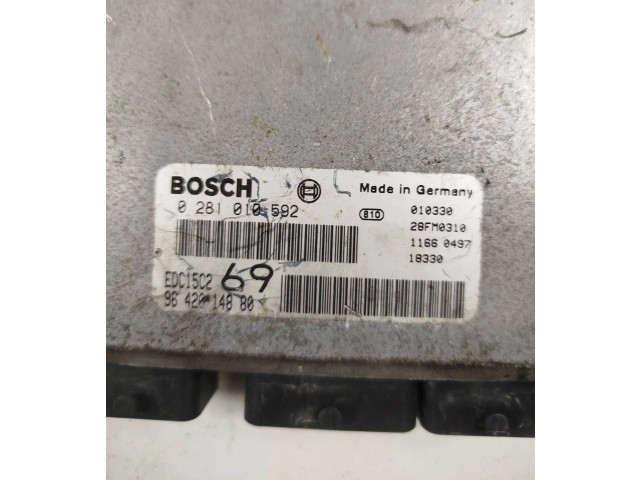 BOSCH Made in Germany
0 281 010 592 810 010330
28FM0310
1166 0497
18330
EDC15C2 69
96 420 148 80